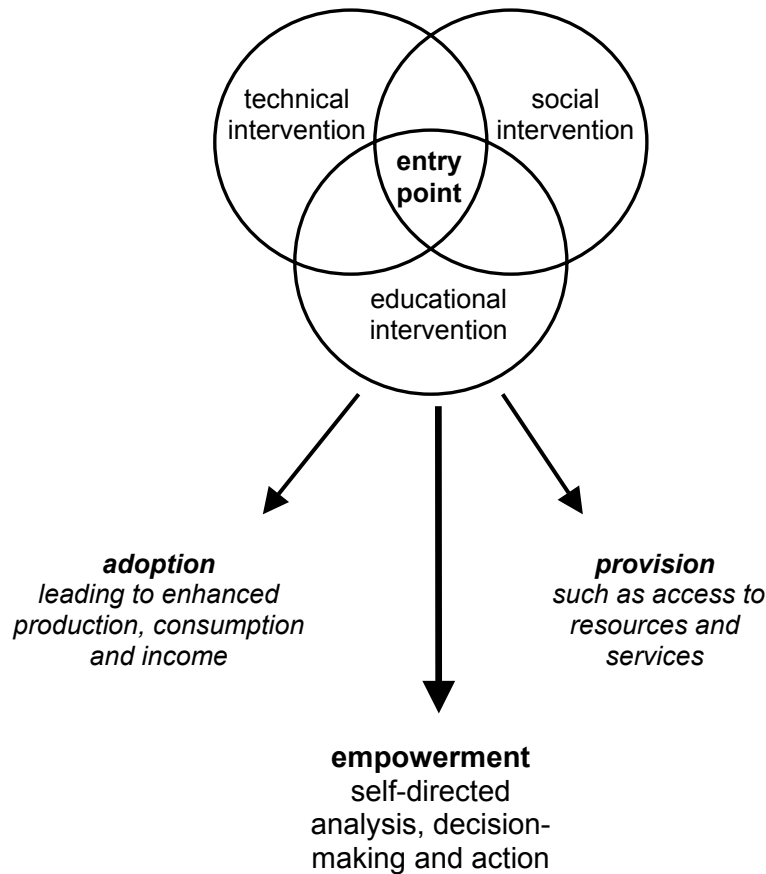 technical
intervention
social
intervention
entry
point
educational
intervention
adoption
leading to enhanced
production, consumption
and income
provision
such as access to
resources and
services
empowerment
self-directed
analysis, decision-
making and action